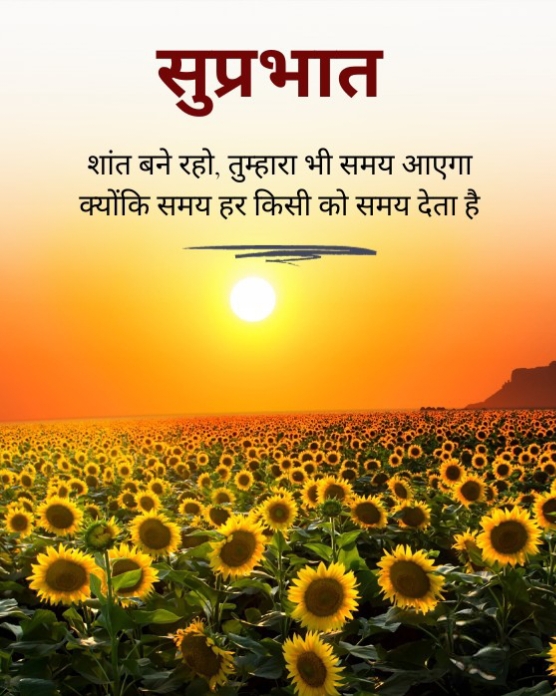 सुप्रभात
शांत बने रहो, तुम्हारा भी समय आएगा
क्योंकि समय हर किसी को समय देता है